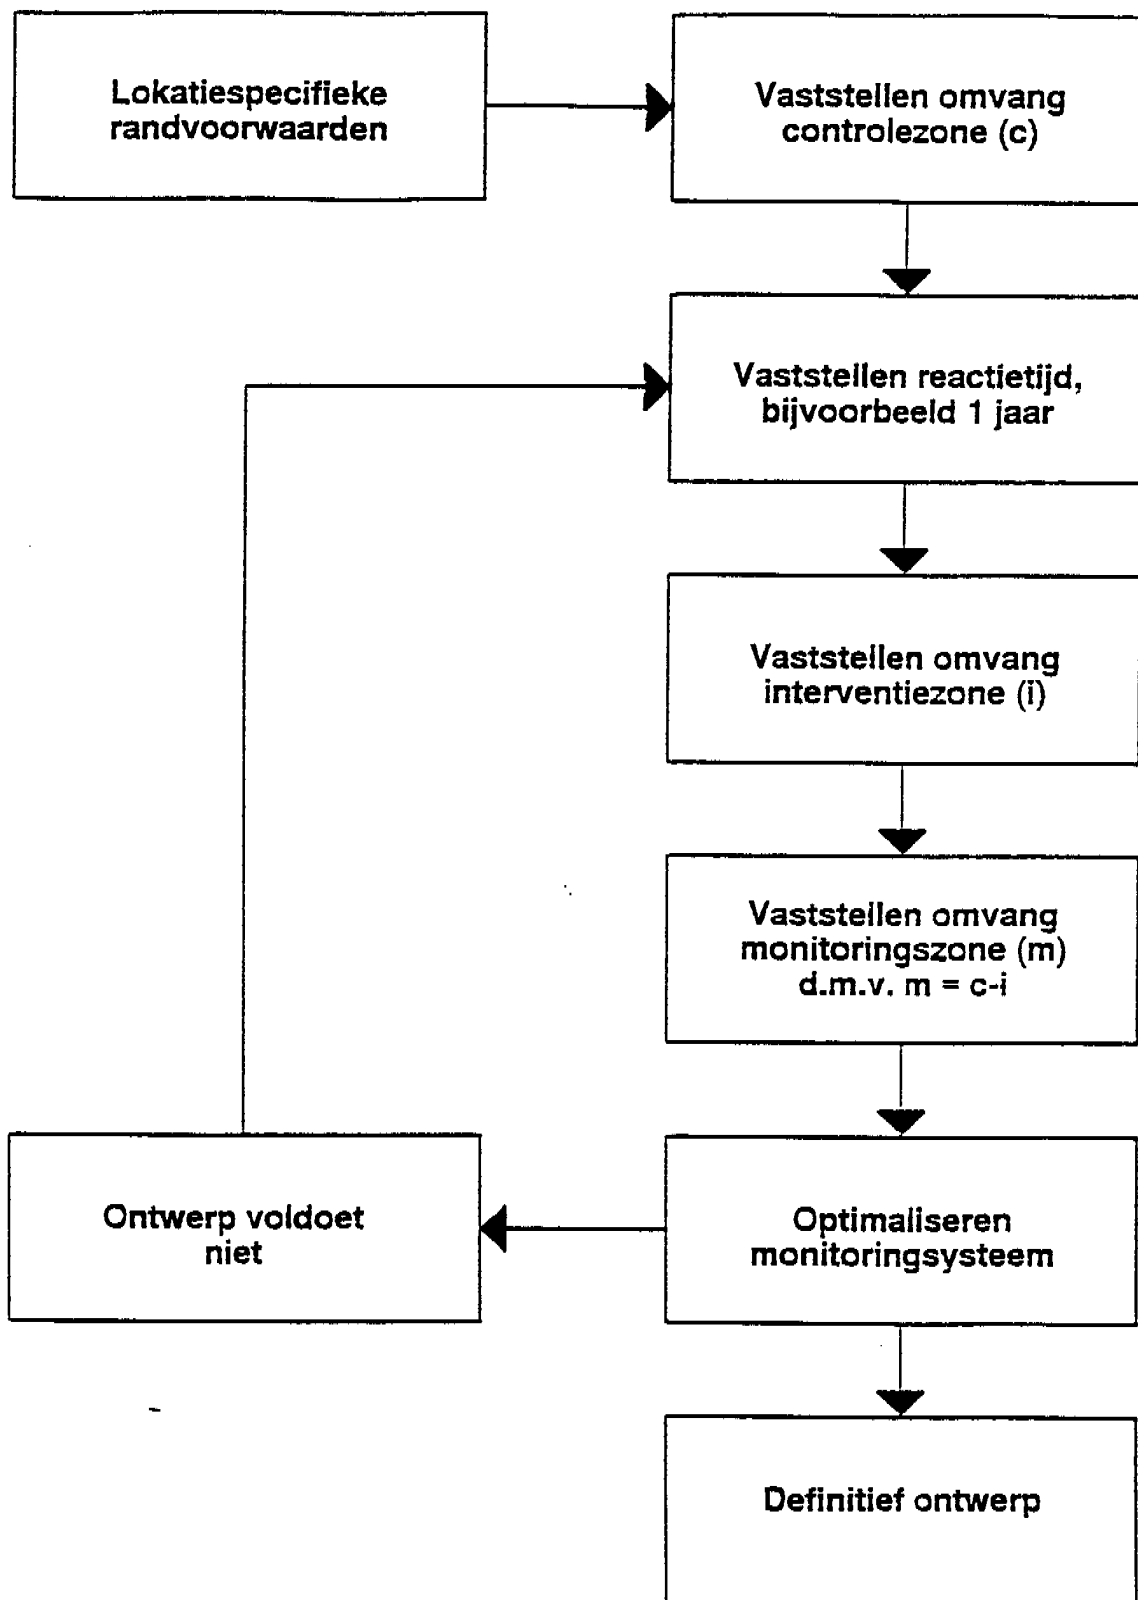 Lokatiespecifieke
randvoorwaarden
Vaststellen omvang
controlezone (c)
Vaststellen reactietijd,
bijvoorbeeld 1 jaar
Vaststellen omvang
interventiezone (i)
Vaststellen omvang
monitoringszone (m)
d.m.v. m = c-i
Ontwerp voldoet
niet
Optimaliseren
monitoringsysteem
Definitief ontwerp